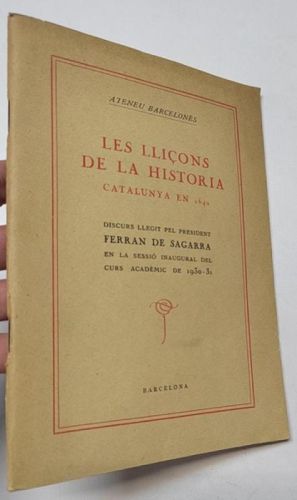 ATENEU BARCELONÈS
LES LLIÇONS
DE LA HISTORIA
CATALUNYA EN 1640
DISCURS LLEGIT PEL PRESIDENT
FERRAN DE SAGARRA
EN LA SESSIÓ INAUGURAL DEL
CURS ACADÈMIC DE 1930-31
BARCELONA